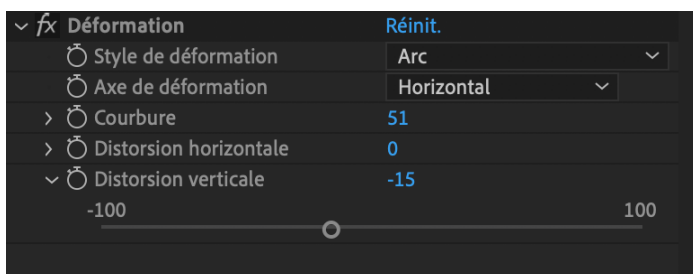 fx Déformation Réinit.
Style de déformation Arc
Axe de déformation Horizontal
Courbure 51
Distorsion horizontale 0
Distorsion verticale -15
-100 100